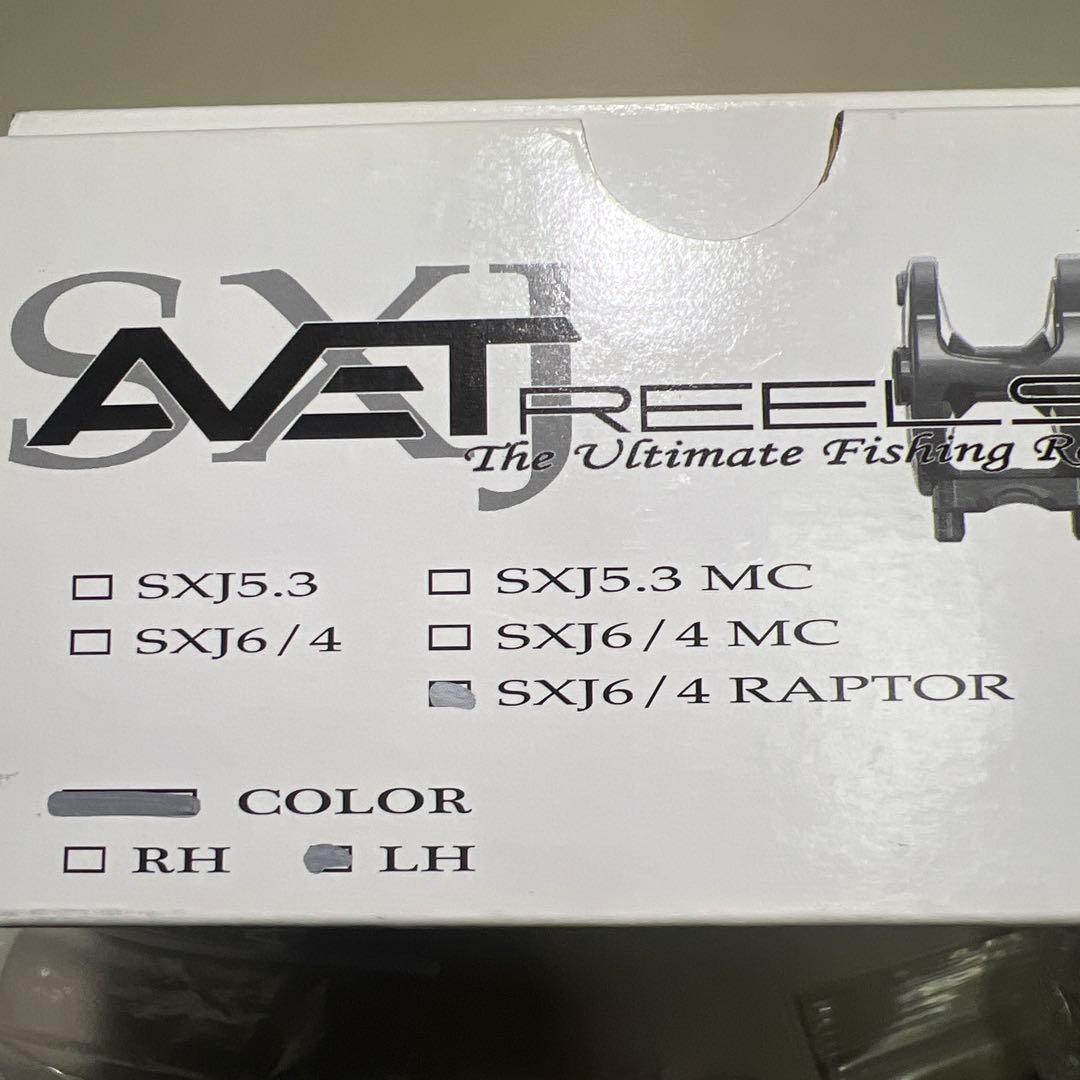 SXJ
AVET REELS
The Ultimate Fishing
SXJ5.3
SXJ5.3 MC
SXJ6/4
SXJ6/4 MC
SXJ6/4 RAPTOR
COLOR
RH
LH